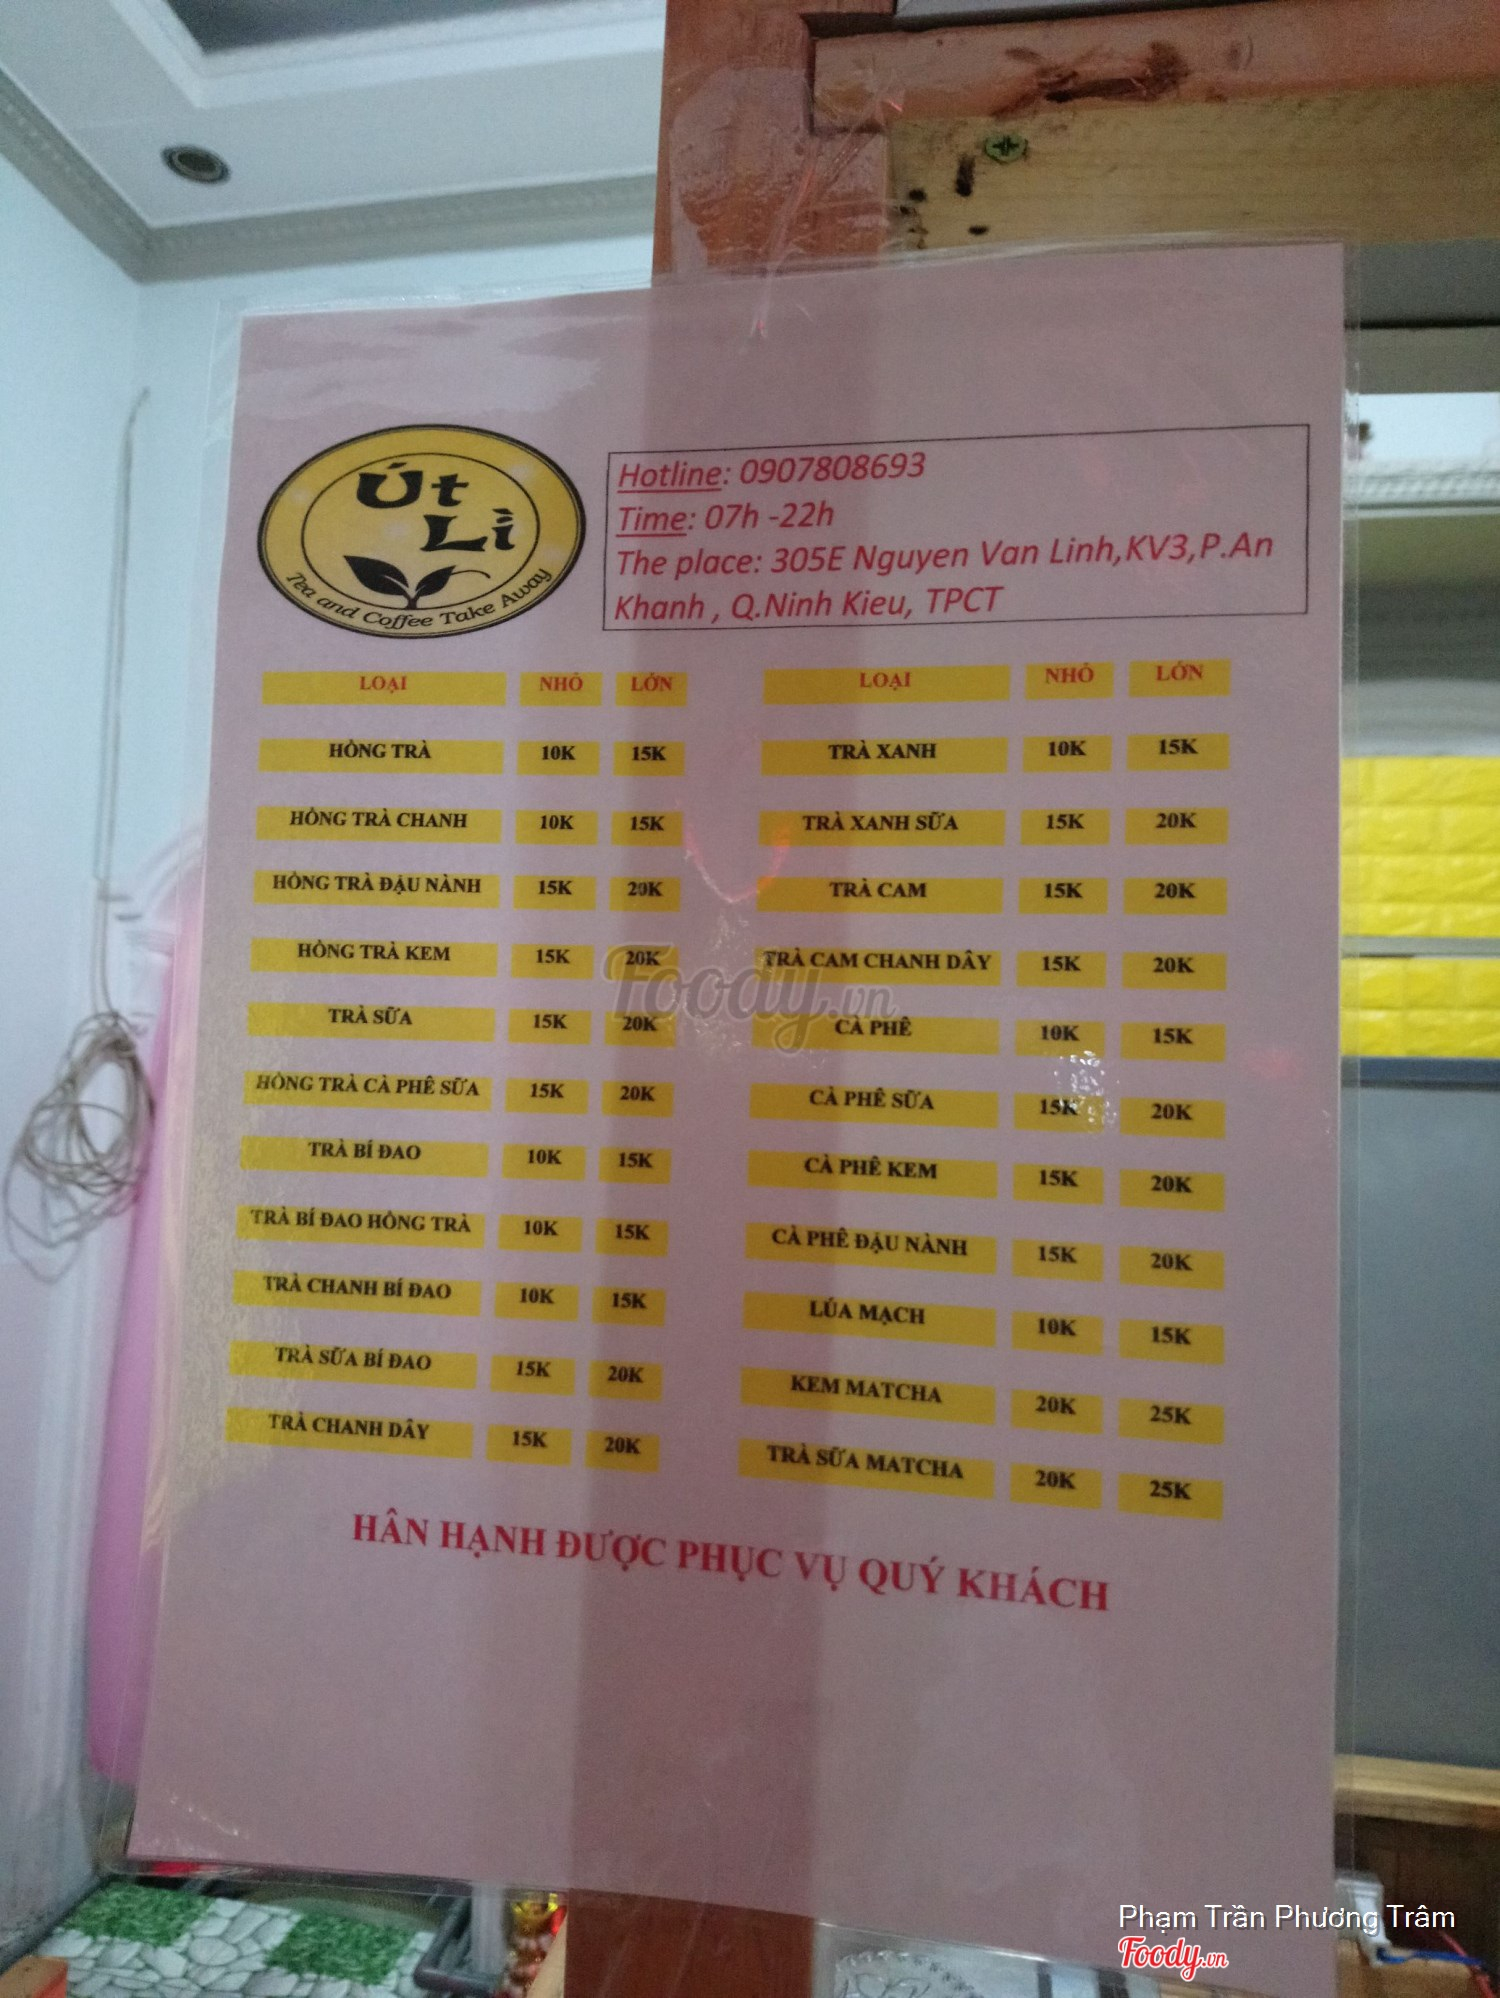 Út
Lì
Tea and Coffee Take Away
Hotline: 0907808693
Time: 07h -22h
The place: 305E Nguyen Van Linh,KV3,P.An
Khanh , Q.Ninh Kieu, TPCT
LOẠI NHỎ LỚN
HỒNG TRÀ 10K 15K
HỒNG TRÀ CHANH 10K 15K
HỒNG TRÀ ĐẬU NÀNH 15K 20K
HỒNG TRÀ KEM 15K 20K
TRÀ SỮA 15K 20K
HỒNG TRÀ CÀ PHÊ SỮA 15K 20K
TRÀ BÍ ĐAO 10K 15K
TRÀ BÍ ĐAO HỒNG TRÀ 10K 15K
TRÀ CHANH BÍ ĐAO 10K 15K
TRÀ SỮA BÍ ĐAO 15K 20K
TRÀ CHANH DÂY 15K 20K
LOẠI NHỎ LỚN
TRÀ XANH 10K 15K
TRÀ XANH SỮA 15K 20K
TRÀ CAM 15K 20K
TRÀ CAM CHANH DÂY 15K 20K
CÀ PHÊ 10K 15K
CÀ PHÊ SỮA 15K 20K
CÀ PHÊ KEM 15K 20K
CÀ PHÊ ĐẬU NÀNH 15K 20K
LÚA MẠCH 10K 15K
KEM MATCHA 20K 25K
TRÀ SỮA MATCHA 20K 25K
HÂN HẠNH ĐƯỢC PHỤC VỤ QUÝ KHÁCH
Foody.vn
Phạm Trần Phương Trâm
Foody.vn